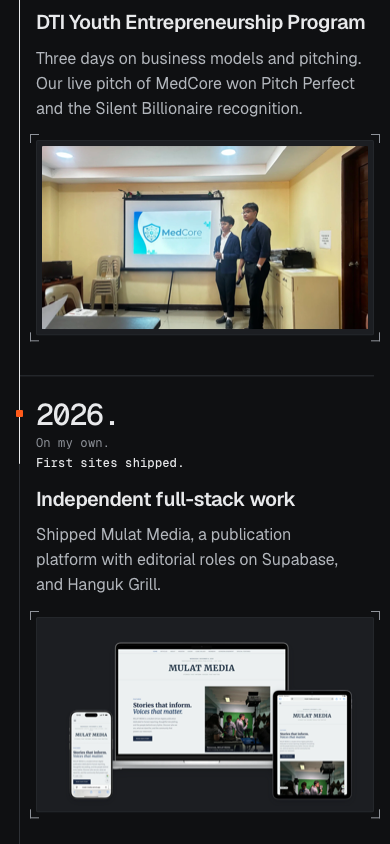 DTI Youth Entrepreneurship Program
Three days on business models and pitching.
Our live pitch of MedCore won Pitch Perfect
and the Silent Billionaire recognition.
MedCore
2026.
On my own.
First sites shipped.
Independent full-stack work
Shipped Mulat Media, a publication
platform with editorial roles on Supabase,
and Hanguk Grill.
MULAT MEDIA
Stories that inform.
Voices that matter.
MULAT MEDIA
Stories that inform.
Voices that matter.
MULAT MEDIA
Stories that inform.
Voices that matter.